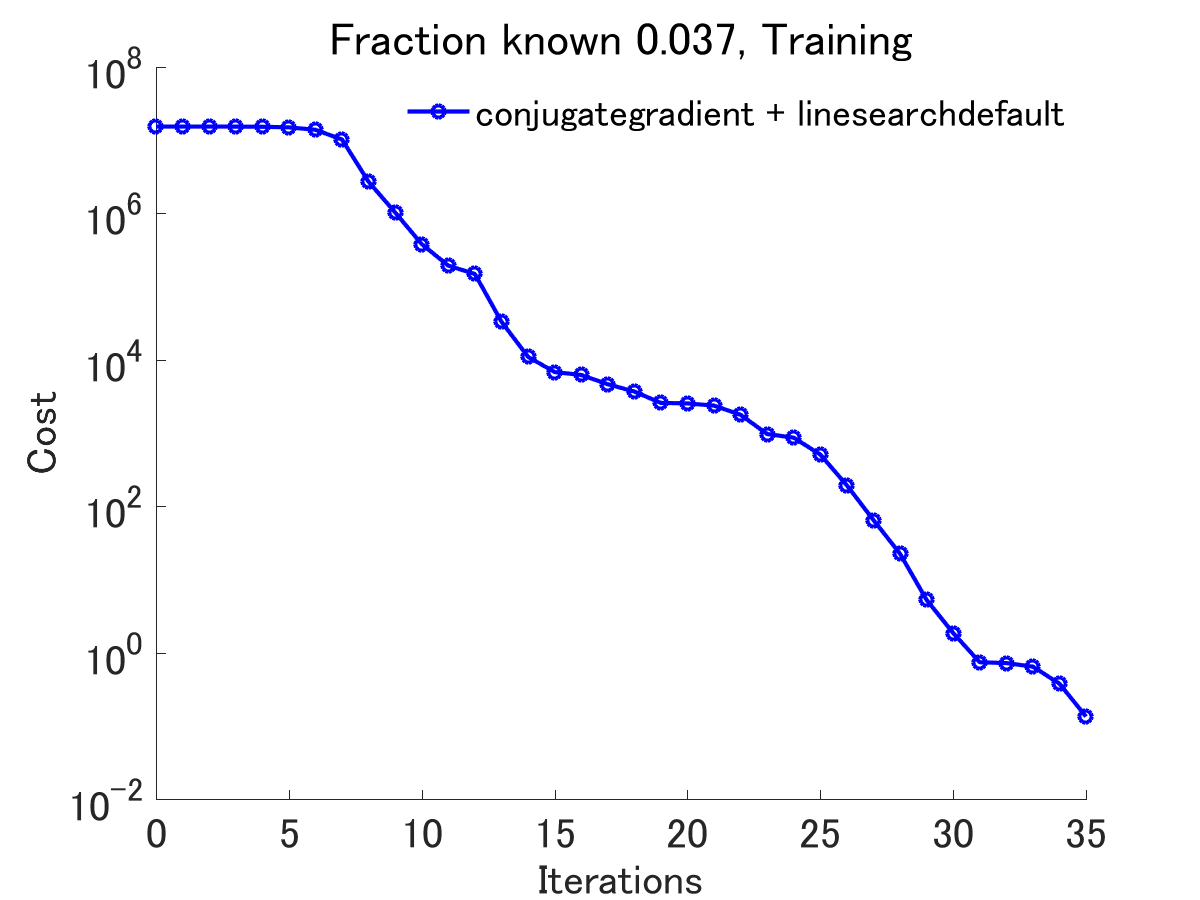 Fraction known 0.037, Training
conjugategradient + linesearchdefault
10^8
10^6
10^4
10^2
10^0
10^-2
Cost
0 5 10 15 20 25 30 35
Iterations